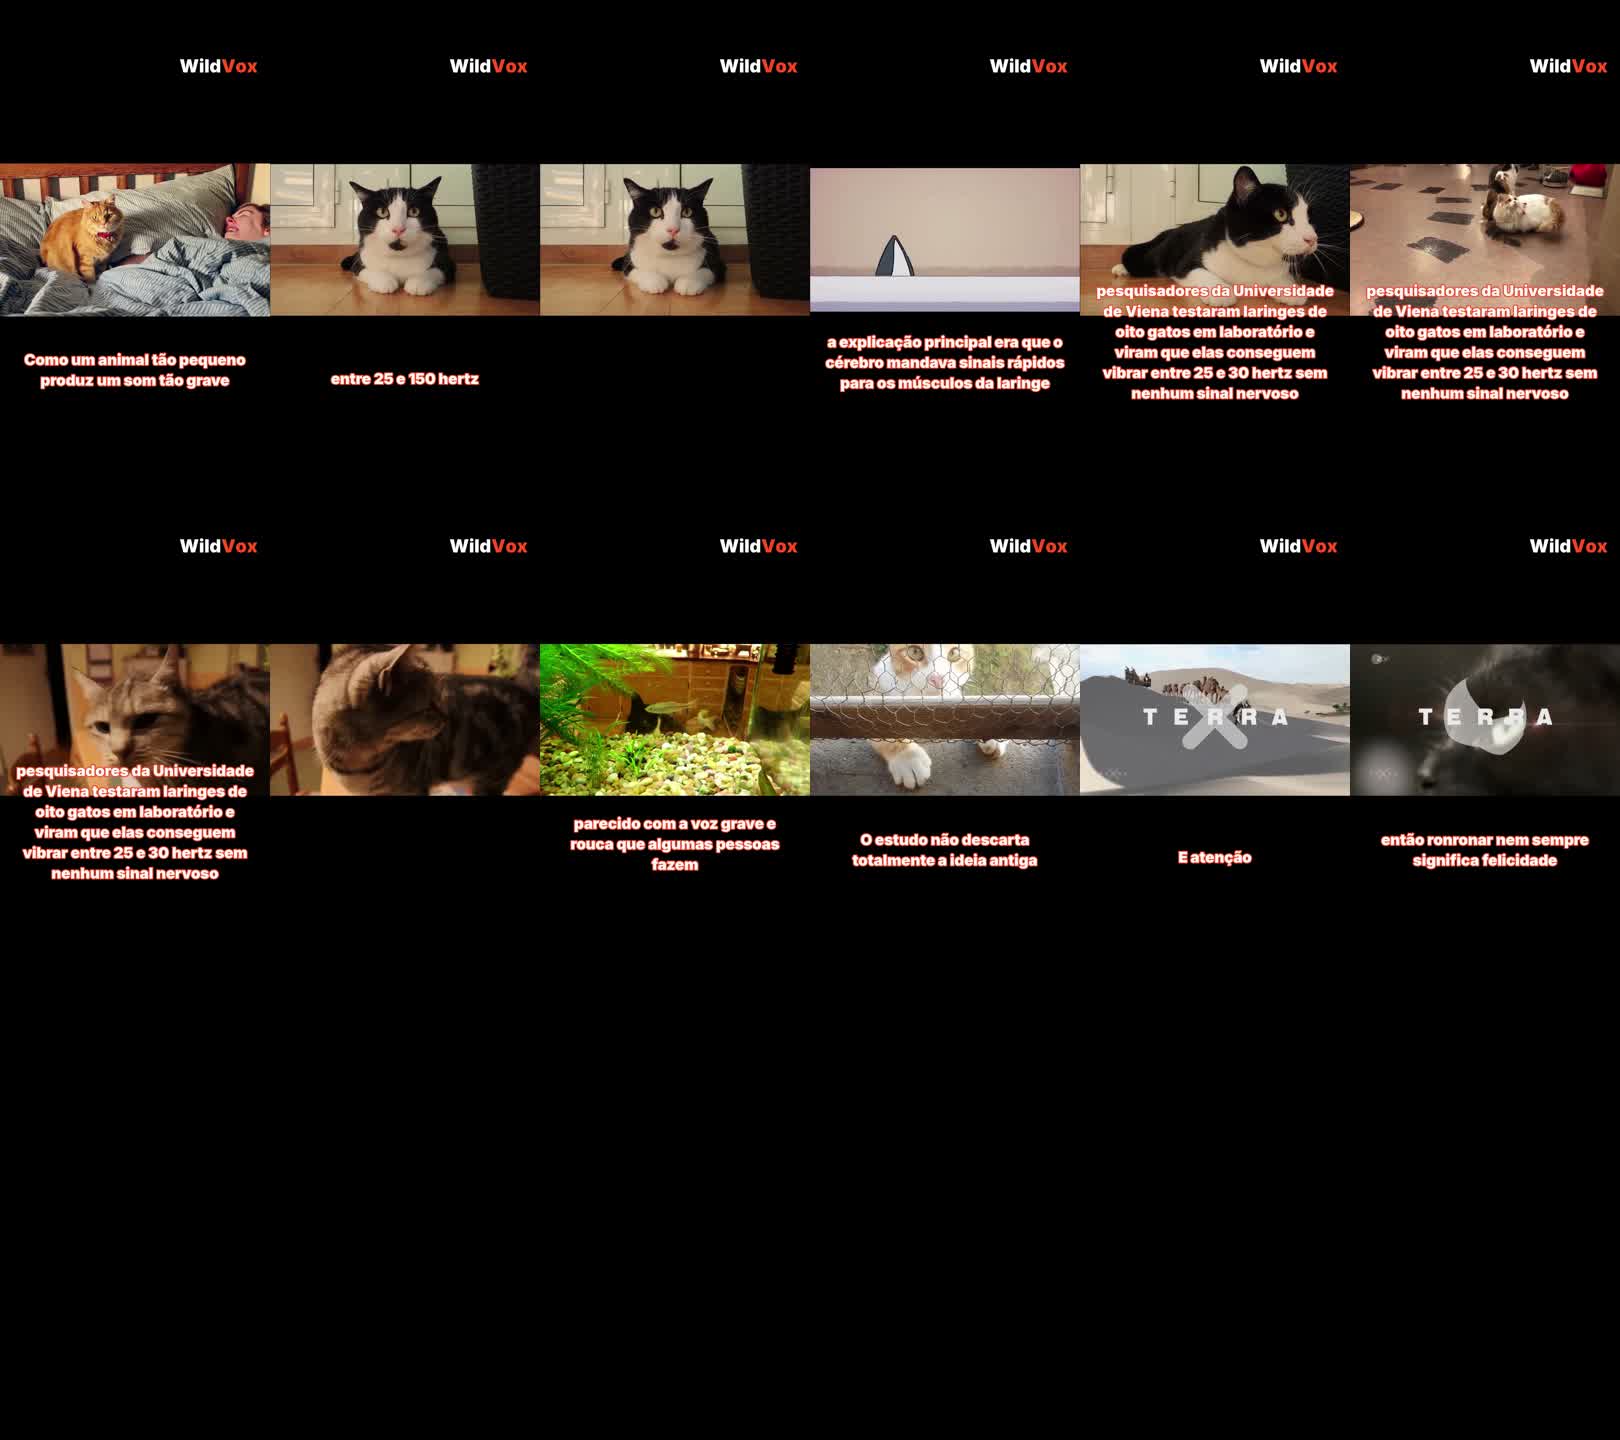 WildVox
WildVox
WildVox
WildVox
WildVox
WildVox
Como um animal tão pequeno
produz um som tão grave
entre 25 e 150 hertz
a explicação principal era que o
cérebro mandava sinais rápidos
para os músculos da laringe
pesquisadores da Universidade
de Viena testaram laringes de
oito gatos em laboratório e
viram que elas conseguem
vibrar entre 25 e 30 hertz sem
nenhum sinal nervoso
pesquisadores da Universidade
de Viena testaram laringes de
oito gatos em laboratório e
viram que elas conseguem
vibrar entre 25 e 30 hertz sem
nenhum sinal nervoso
WildVox
WildVox
WildVox
WildVox
WildVox
WildVox
pesquisadores da Universidade
de Viena testaram laringes de
oito gatos em laboratório e
viram que elas conseguem
vibrar entre 25 e 30 hertz sem
nenhum sinal nervoso
parecido com a voz grave e
rouca que algumas pessoas
fazem
O estudo não descarta
totalmente a ideia antiga
TERRA
E atenção
TERRA
então ronronar nem sempre
significa felicidade